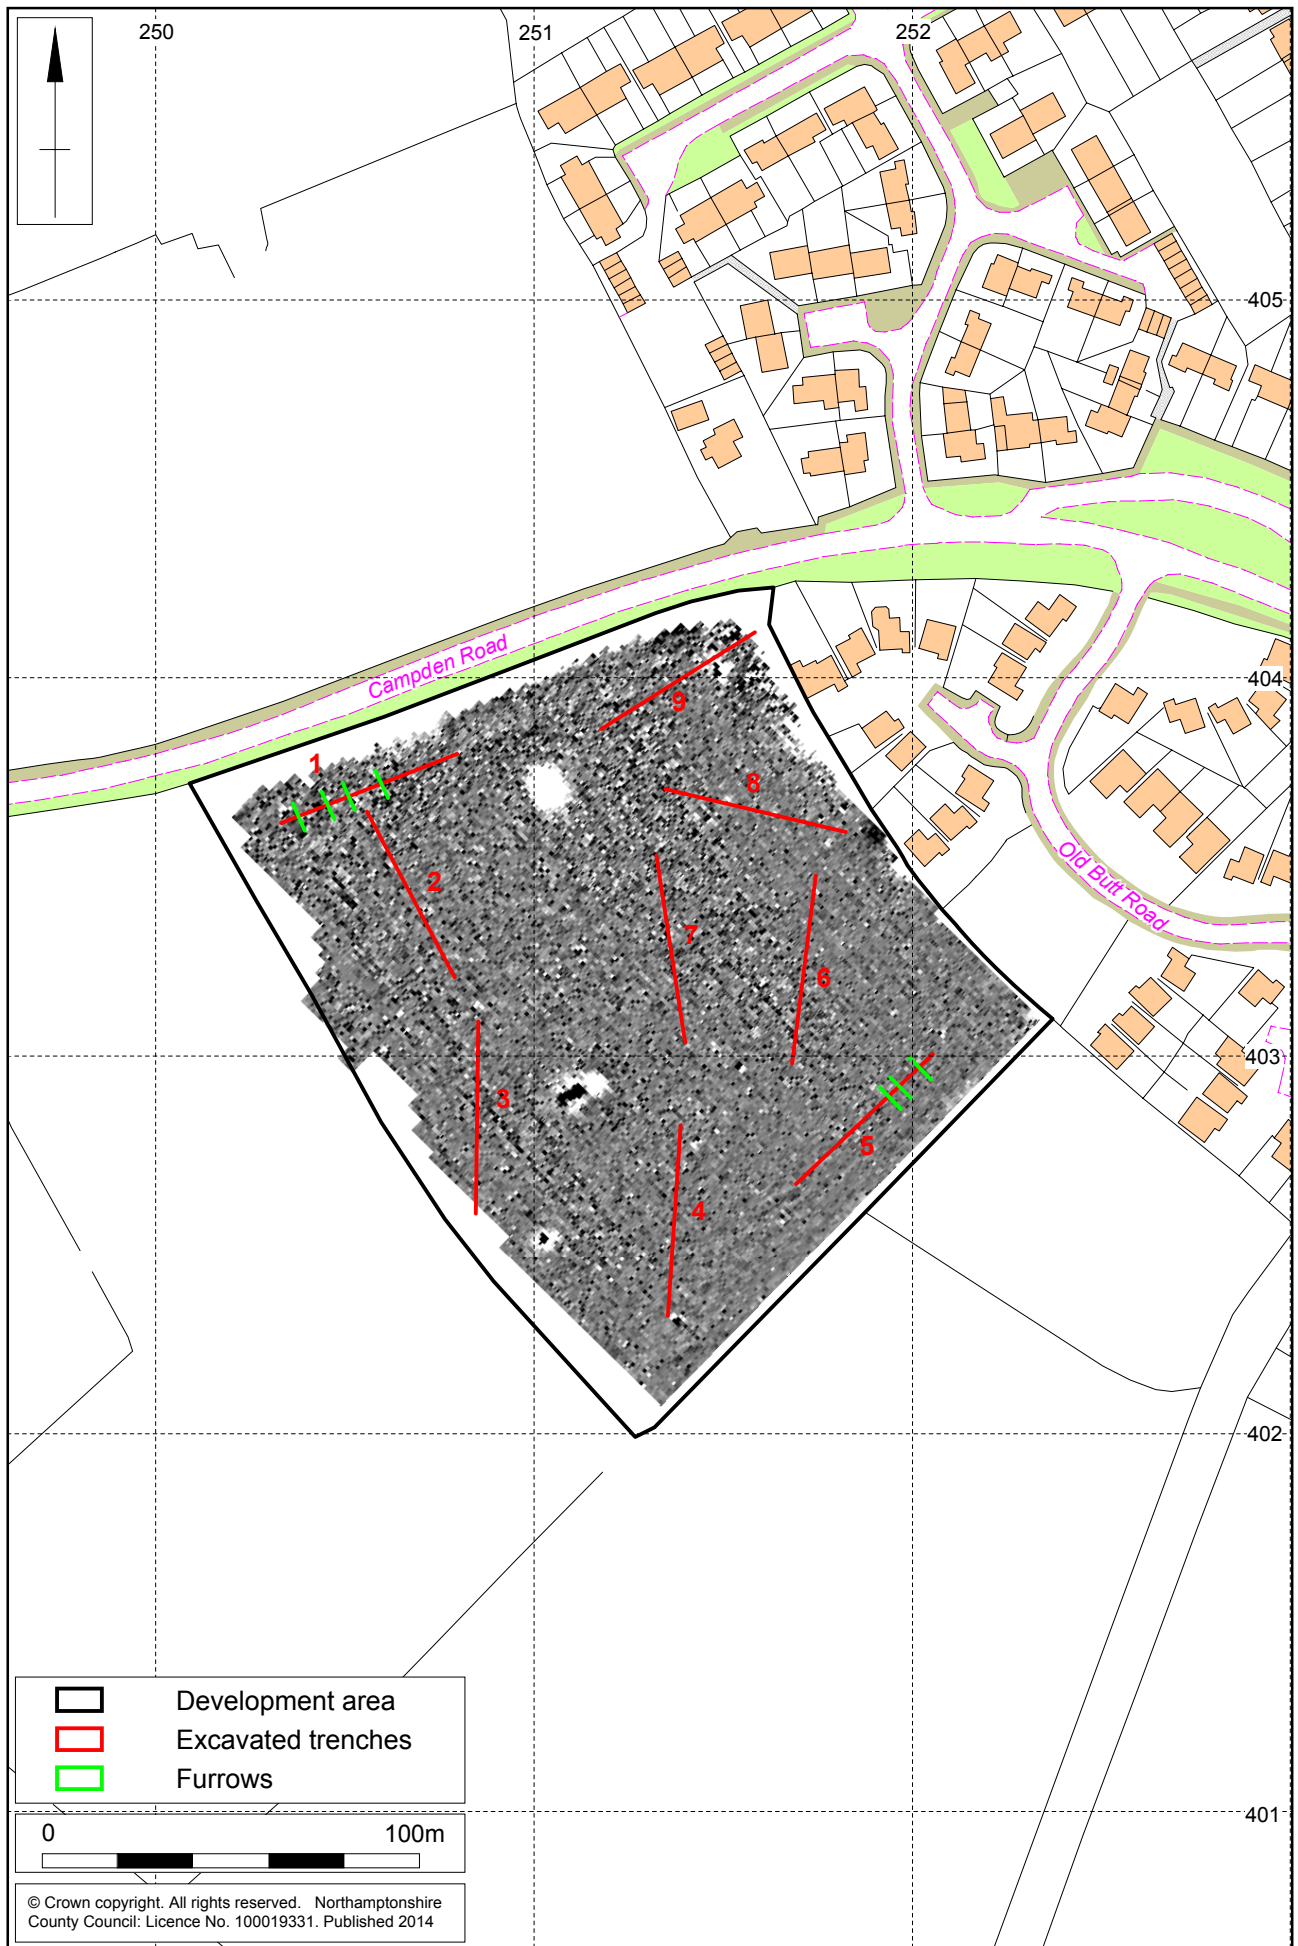 250
251
252
405
Campden Road
404
9
1
8
2
Old Butt Road
7
6
403
3
5
4
402
Development area
Excavated trenches
Furrows
401
0 100m
© Crown copyright. All rights reserved. Northamptonshire
County Council: Licence No. 100019331. Published 2014